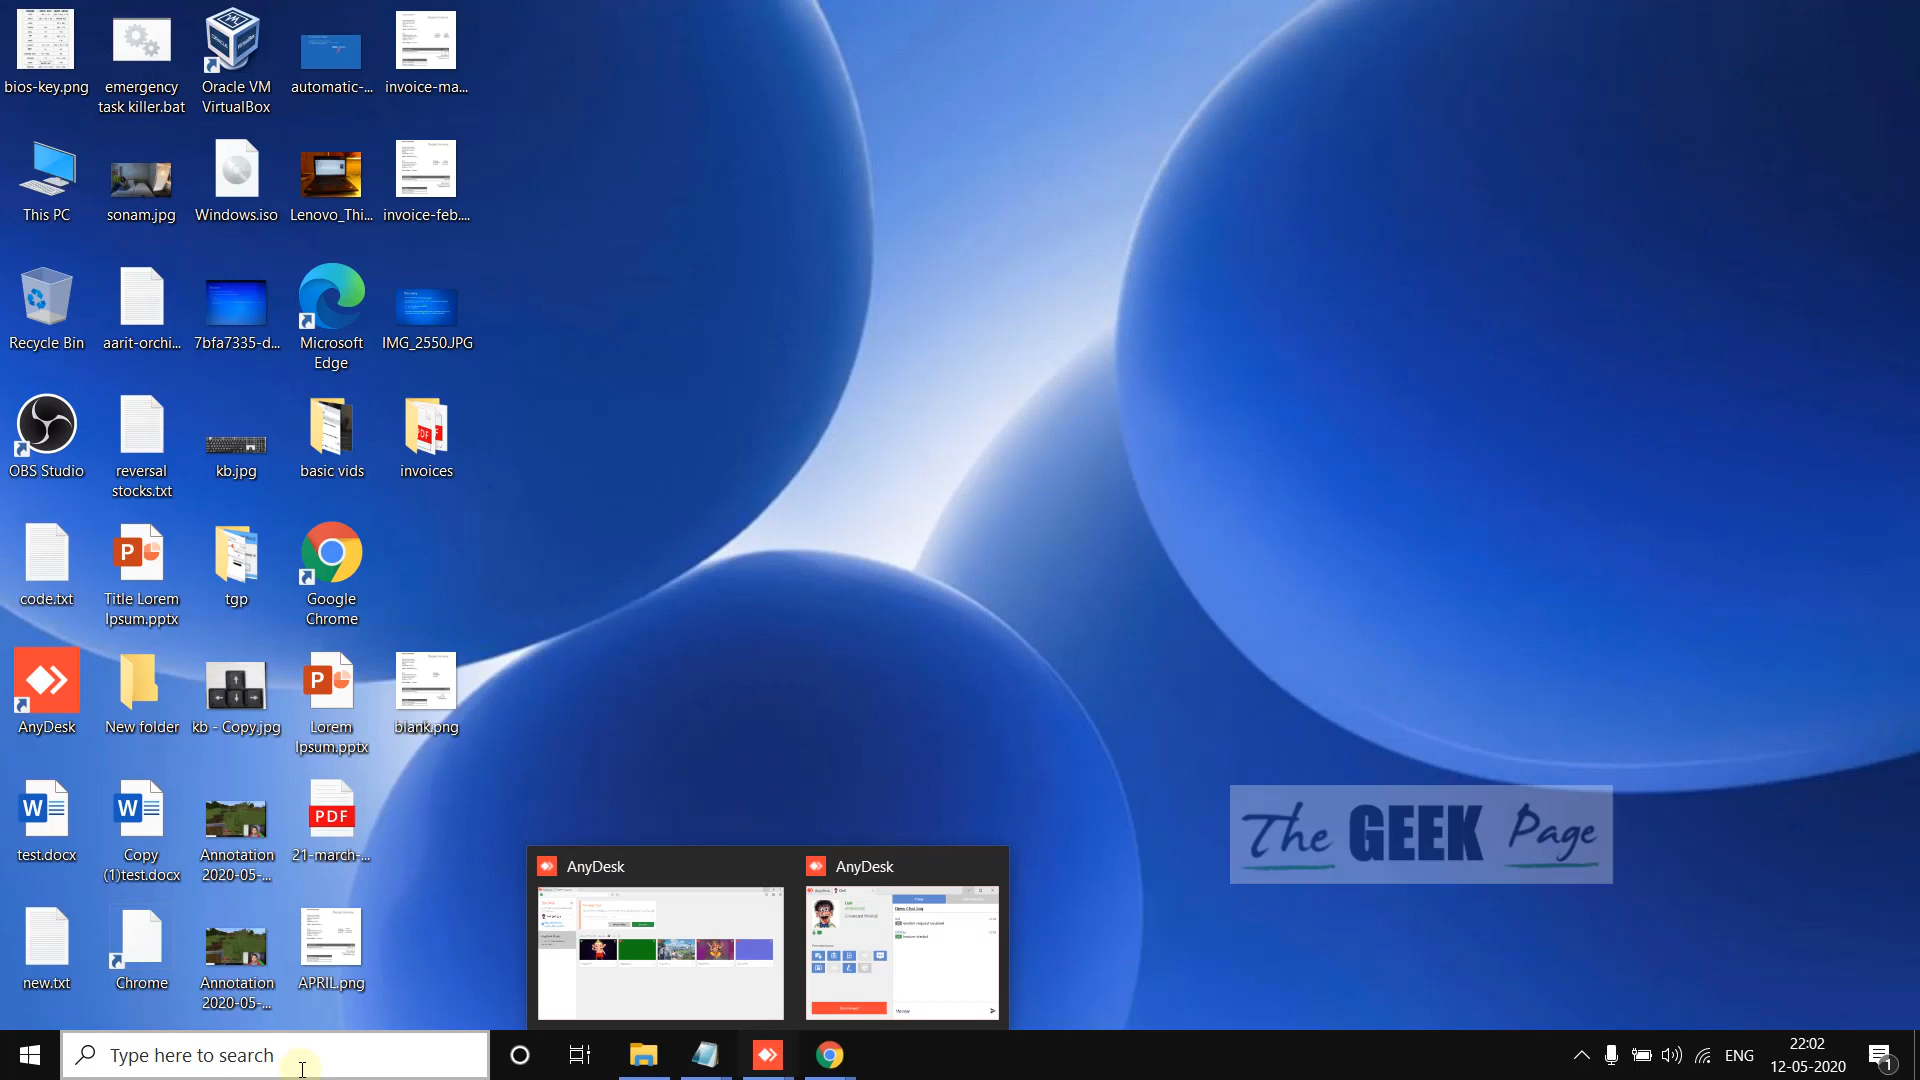 bios-key.png
emergency
task killer.bat
Oracle VM
VirtualBox
automatic-...
invoice-ma...
This PC
sonam.jpg
Windows.iso
Lenovo_Thi...
invoice-feb....
Recycle Bin
aarit-orchi...
7bfa7335-d...
Microsoft
Edge
IMG_2550.JPG
OBS Studio
reversal
stocks.txt
kb.jpg
basic vids
invoices
code.txt
Title Lorem
Ipsum.pptx
tgp
Google
Chrome
AnyDesk
New folder
kb - Copy.jpg
Lorem
Ipsum.pptx
blank.png
test.docx
Copy
(1)test.docx
Annotation
2020-05-...
PDF
21-march-...
new.txt
Chrome
Annotation
2020-05-...
APRIL.png
AnyDesk
AnyDesk
The GEEK Page
Type here to search
ENG
22:02
12-05-2020
1